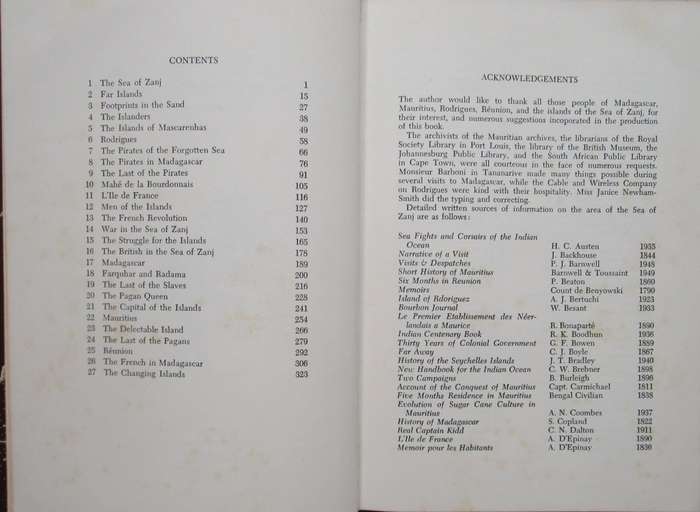 CONTENTS
1 The Sea of Zanj 1
2 Far Islands 15
3 Footprints in the Sand 27
4 The Islanders 38
5 The Islands of Mascarenhas 49
6 Rodrigues 58
7 The Pirates of the Forgotten Sea 66
8 The Pirates in Madagascar 76
9 The Last of the Pirates 91
10 Mahé de la Bourdonnais 105
11 L'Ile de France 116
12 Men of the Islands 127
13 The French Revolution 140
14 War in the Sea of Zanj 153
15 The Struggle for the Islands 165
16 The British in the Sea of Zanj 178
17 Madagascar 189
18 Farquhar and Radama 200
19 The Last of the Slaves 216
20 The Pagan Queen 228
21 The Capital of the Islands 241
22 Mauritius 254
23 The Delectable Island 266
24 The Last of the Pagans 279
25 Réunion 292
26 The French in Madagascar 306
27 The Changing Islands 323
ACKNOWLEDGEMENTS
The author would like to thank all those people of Madagascar,
Mauritius, Rodrigues, Réunion, and the islands of the Sea of Zanj, for
their interest, and numerous suggestions incoporated in the production
of this book.
The archivists of the Mauritian archives, the librarians of the Royal
Society Library in Port Louis, the library of the British Museum, the
Johannesburg Public Library, and the South African Public Library
in Cape Town, were all courteous in the face of numerous requests.
Monsieur Barboni in Tananarive made many things possible during
several visits to Madagascar, while the Cable and Wireless Company
on Rodrigues were kind with their hospitality. Miss Janice Newham-
Smith did the typing and correcting.
Detailed written sources of information on the area of the Sea of
Zanj are as follows:
Sea Fights and Corsairs of the Indian
Ocean H. C. Austen 1935
Narrative of a Visit J. Backhouse 1844
Visits & Despatches P. J. Barnwell 1948
Short History of Mauritius Barnwell & Toussaint 1949
Six Months in Reunion P. Beaton 1860
Memoirs Count de Benyowski 1790
Island of Rdoriguez A. J. Bertuchi 1923
Bourbon Journal W. Besant 1933
Le Premier Etablissement des Néer-
landais a Maurice R. Bonaparté 1890
Indian Centenary Book R. K. Boodhun 1936
Thirty Years of Colonial Government G. F. Bowen 1889
Far Away C. J. Boyle 1867
History of the Seychelles Islands J. T. Bradley 1940
New Handbook for the Indian Ocean C. W. Brebner 1898
Two Campaigns B. Burleigh 1896
Account of the Conquest of Mauritius Capt. Carmichael 1811
Five Months Residence in Mauritius Bengal Civilian 1838
Evolution of Sugar Cane Culture in
Mauritius A. N. Coombes 1937
History of Madagascar S. Copland 1822
Real Captain Kidd C. N. Dalton 1911
L'Ile de France A. D'Epinay 1890
Memoir pour les Habitants A. D'Epinay 1830